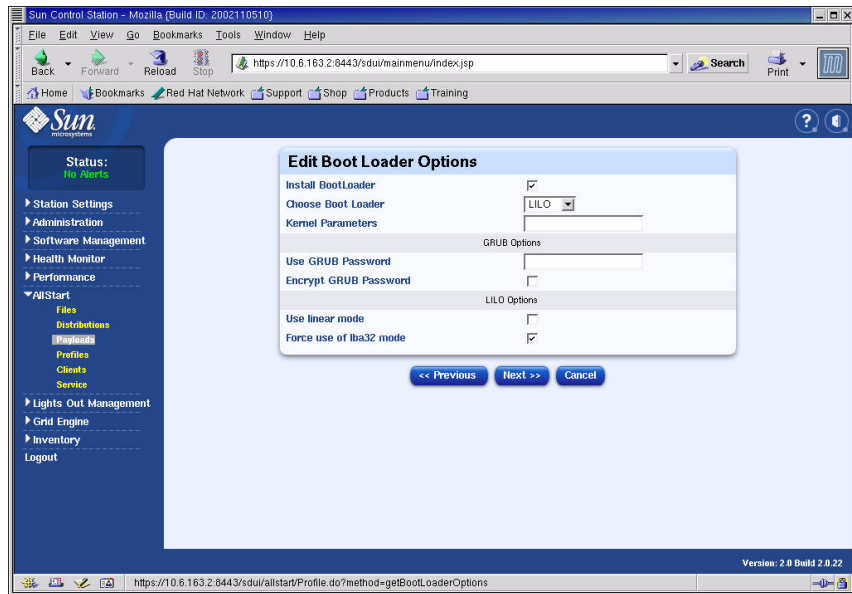 Sun Control Station - Mozilla {Build ID: 2002110510}
File Edit View Go Bookmarks Tools Window Help
Back Forward Reload Stop https://10.6.163.2:8443/sdui/mainmenu/index.jsp Search Print
Home Bookmarks Red Hat Network Support Shop Products Training
Sun
microsystems
Status:
No Alerts
Station Settings
Administration
Software Management
Health Monitor
Performance
AllStart
Files
Distributions
Payloads
Profiles
Clients
Service
Lights Out Management
Grid Engine
Inventory
Logout
Edit Boot Loader Options
Install BootLoader
Choose Boot Loader LILO
Kernel Parameters
GRUB Options
Use GRUB Password
Encrypt GRUB Password
LILO Options
Use linear mode
Force use of lba32 mode
<< Previous Next >> Cancel
Version: 2.0 Build 2.0.22
https://10.6.163.2:8443/sdui/allstart/Profile.do?method=getBootLoaderOptions